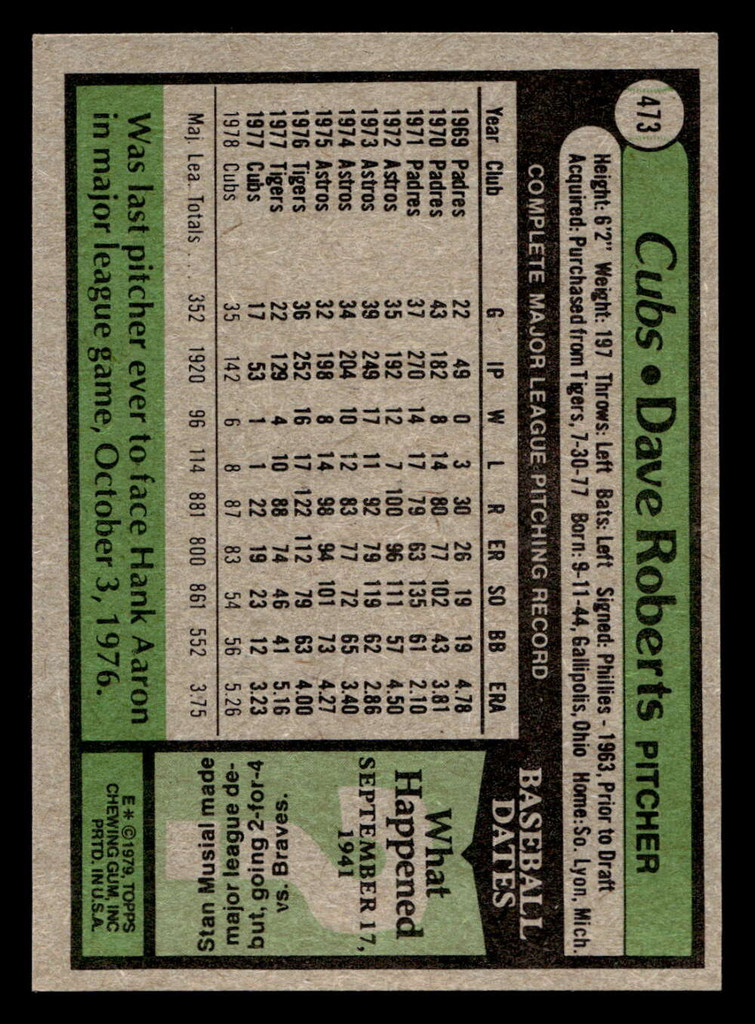 473
Cubs • Dave Roberts PITCHER
Height: 6'2" Weight: 197 Throws: Left Bats: Left Signed: Phillies - 1963, Prior to Draft
Acquired: Purchased from Tigers, 7-30-77 Born: 9-11-44, Gallipolis, Ohio Home: So. Lyon, Mich.
COMPLETE MAJOR LEAGUE PITCHING RECORD
Year Club G IP W L R ER SO BB ERA
1969 Padres 22 49 0 3 30 26 19 19 4.78
1970 Padres 43 182 8 14 80 77 102 43 3.81
1971 Padres 37 270 14 17 79 63 135 61 2.10
1972 Astros 35 192 12 7 100 96 111 57 4.50
1973 Astros 39 249 17 11 92 79 119 62 2.86
1974 Astros 34 204 10 12 83 77 72 65 3.40
1975 Astros 32 198 8 14 98 94 101 73 4.27
1976 Tigers 36 252 16 17 122 112 79 63 4.00
1977 Tigers 22 129 4 10 88 74 46 41 5.16
1977 Cubs 17 53 1 1 22 19 23 12 3.23
1978 Cubs 35 142 6 8 87 83 54 56 5.26
Maj. Lea. Totals . . . 352 1920 96 114 881 800 861 552 3.75
Was last pitcher ever to face Hank Aaron
in major league game, October 3, 1976.
BASEBALL
DATES
What
Happened
SEPTEMBER 17,
1941
Stan Musial made
major league de-
but, going 2-for-4
vs. Braves.
E* © 1979, TOPPS
CHEWING GUM, INC
PRTD. IN U.S.A.